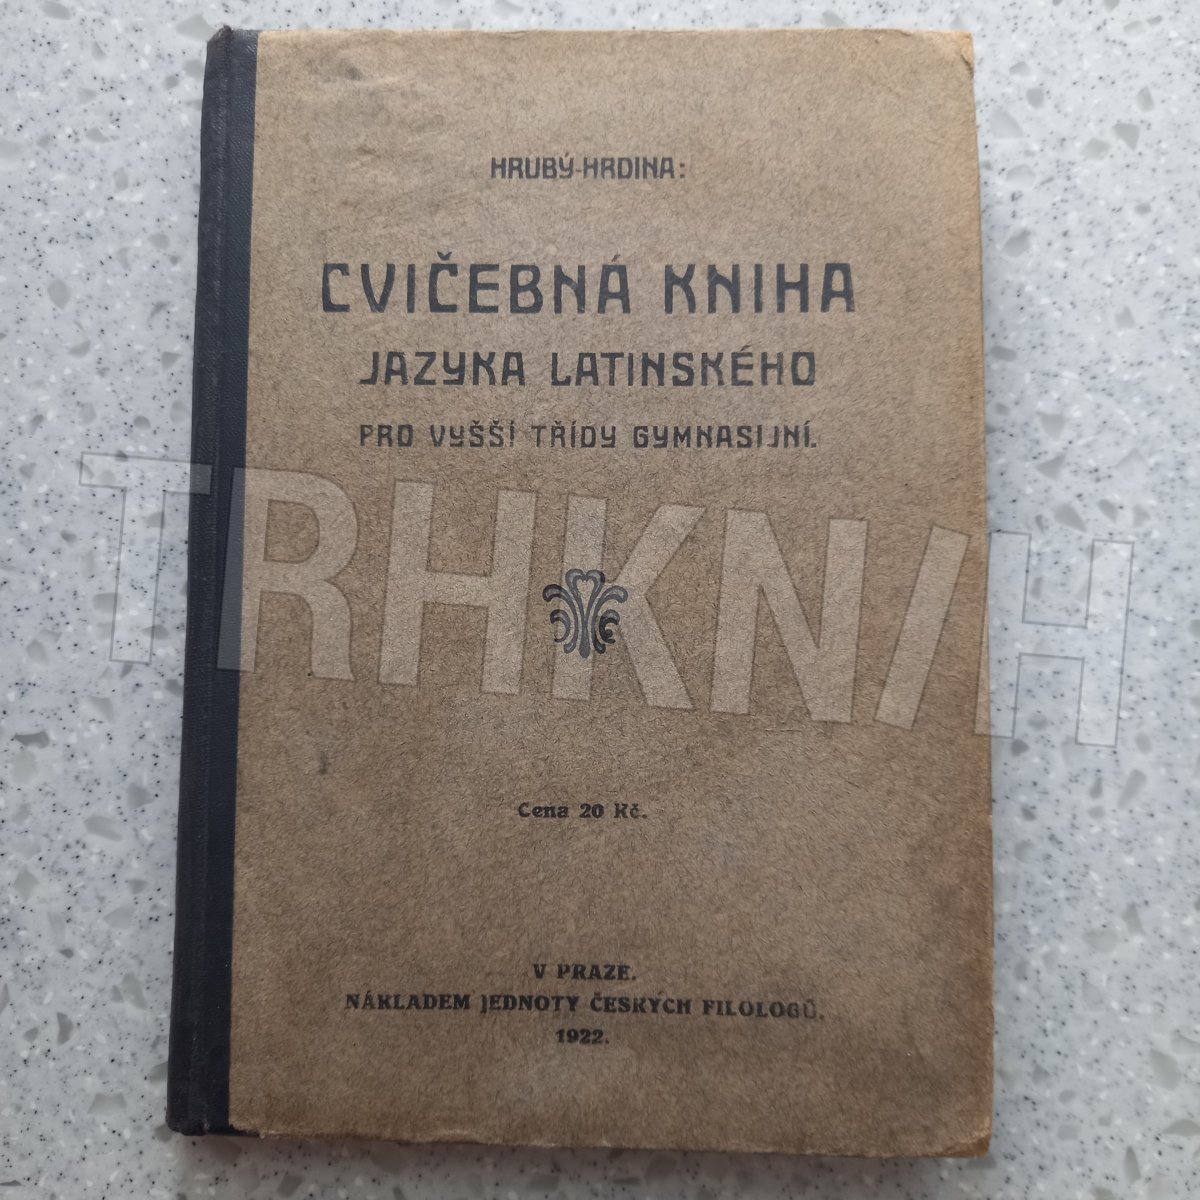 HRUBÝ-HRDINA:
CVIČEBNÁ KNIHA
JAZYKA LATINSKÉHO
PRO VYŠŠÍ TŘÍDY GYMNASIJNÍ.
TRHKNIH
Cena 20 Kč.
V PRAZE.
NÁKLADEM JEDNOTY ČESKÝCH FILOLOGŮ.
1922.